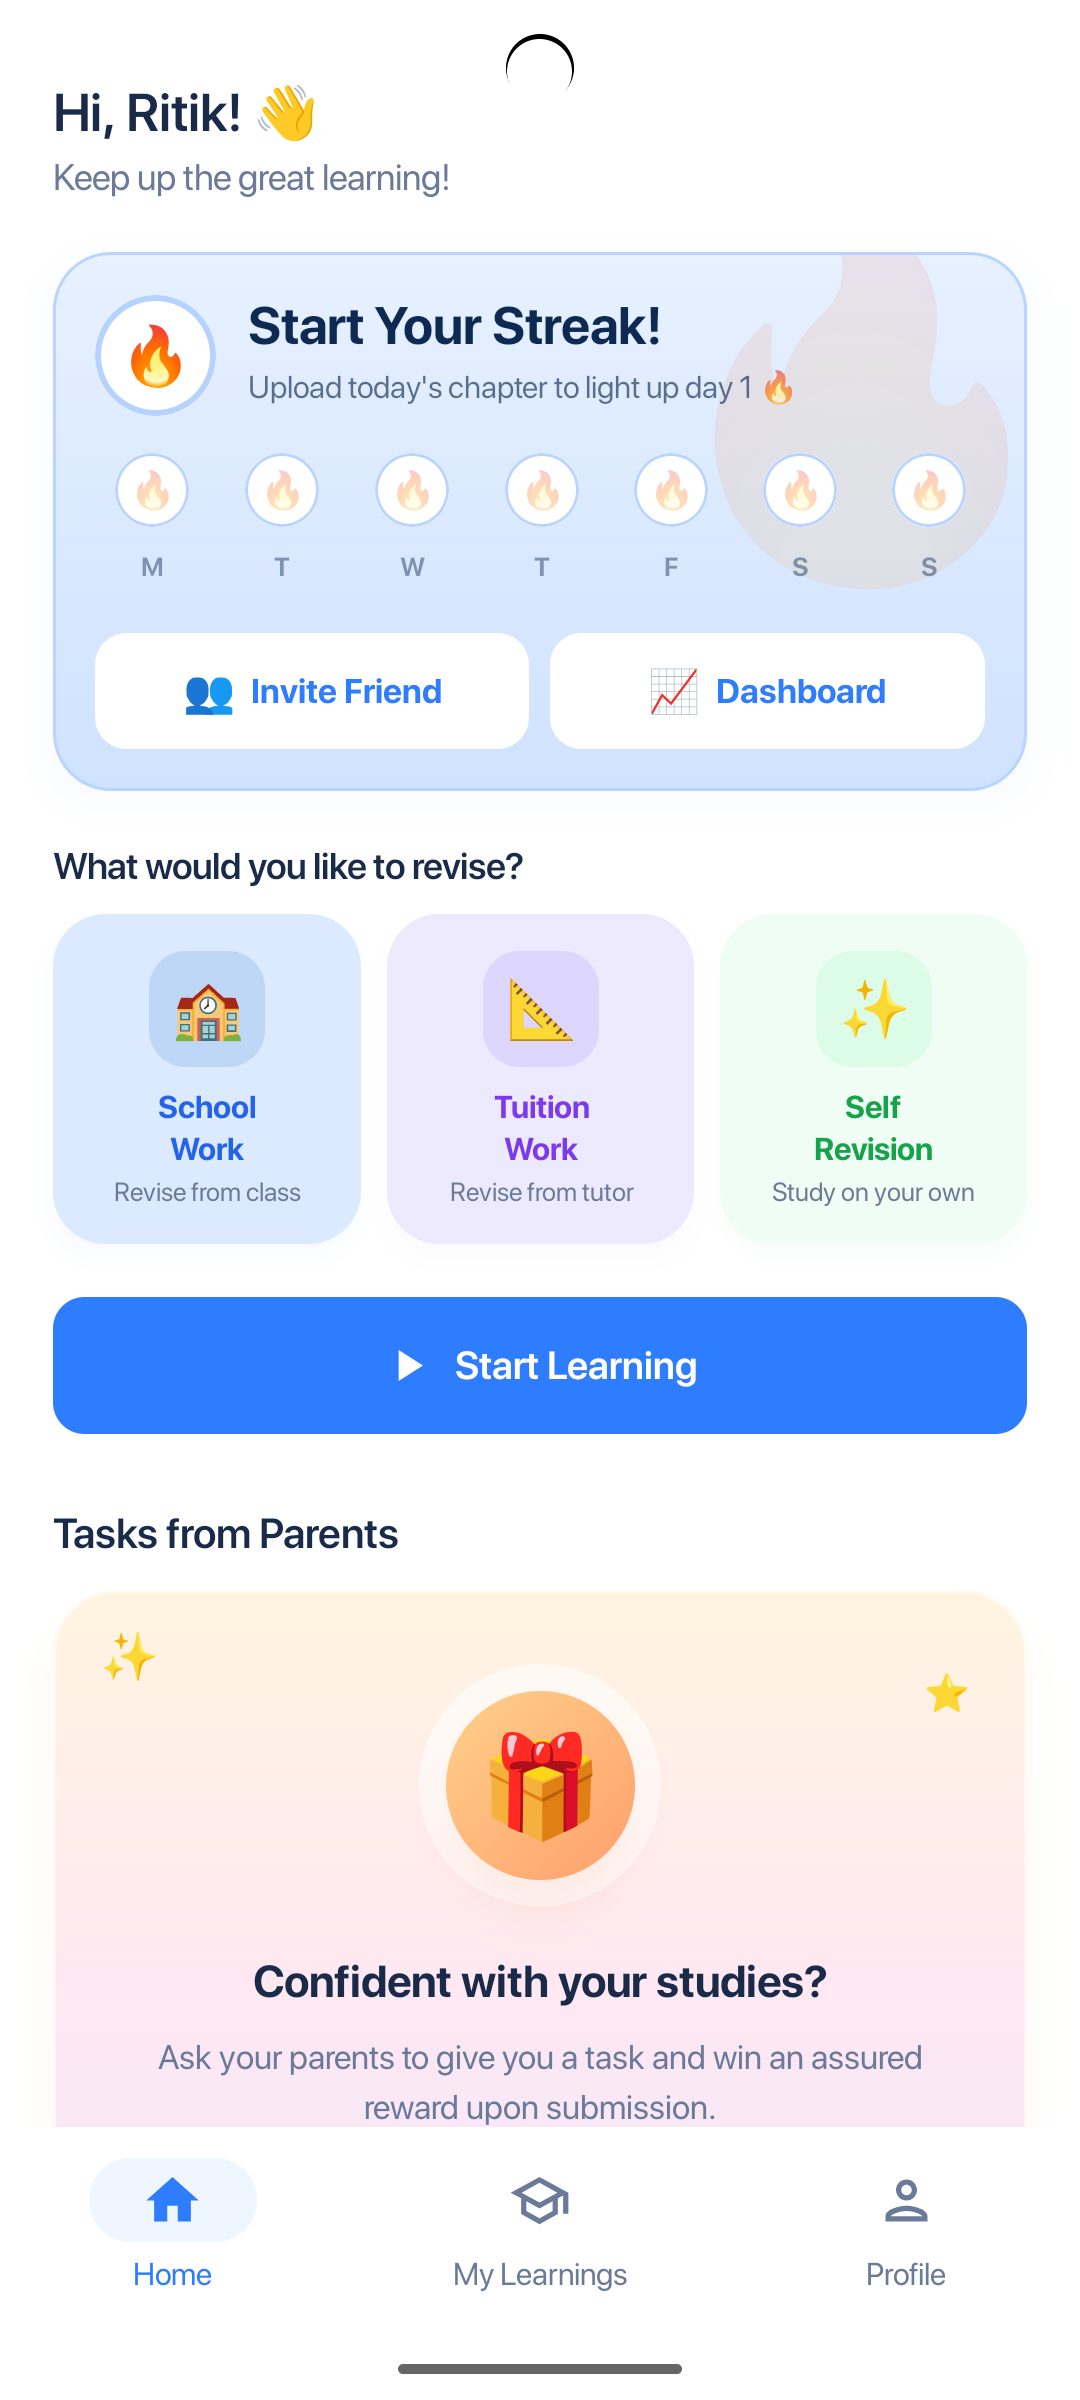 Hi, Ritik! 👋
Keep up the great learning!
Start Your Streak!
Upload today's chapter to light up day 1 🔥
M T W T F S S
Invite Friend
Dashboard
What would you like to revise?
School
Work
Revise from class
Tuition
Work
Revise from tutor
Self
Revision
Study on your own
Start Learning
Tasks from Parents
Confident with your studies?
Ask your parents to give you a task and win an assured
reward upon submission.
Home
My Learnings
Profile